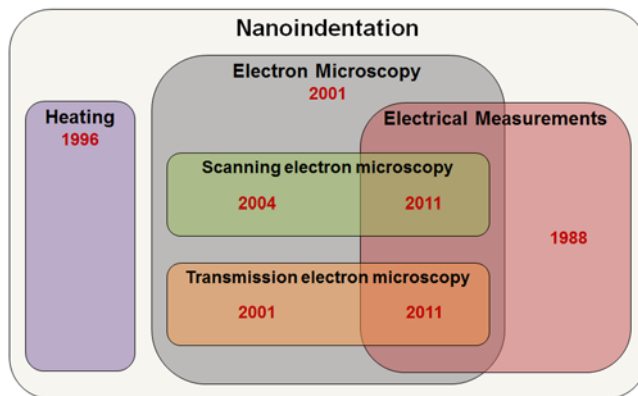 Nanoindentation
Electron Microscopy
2001
Heating
1996
Electrical Measurements
Scanning electron microscopy
2004 2011
1988
Transmission electron microscopy
2001 2011